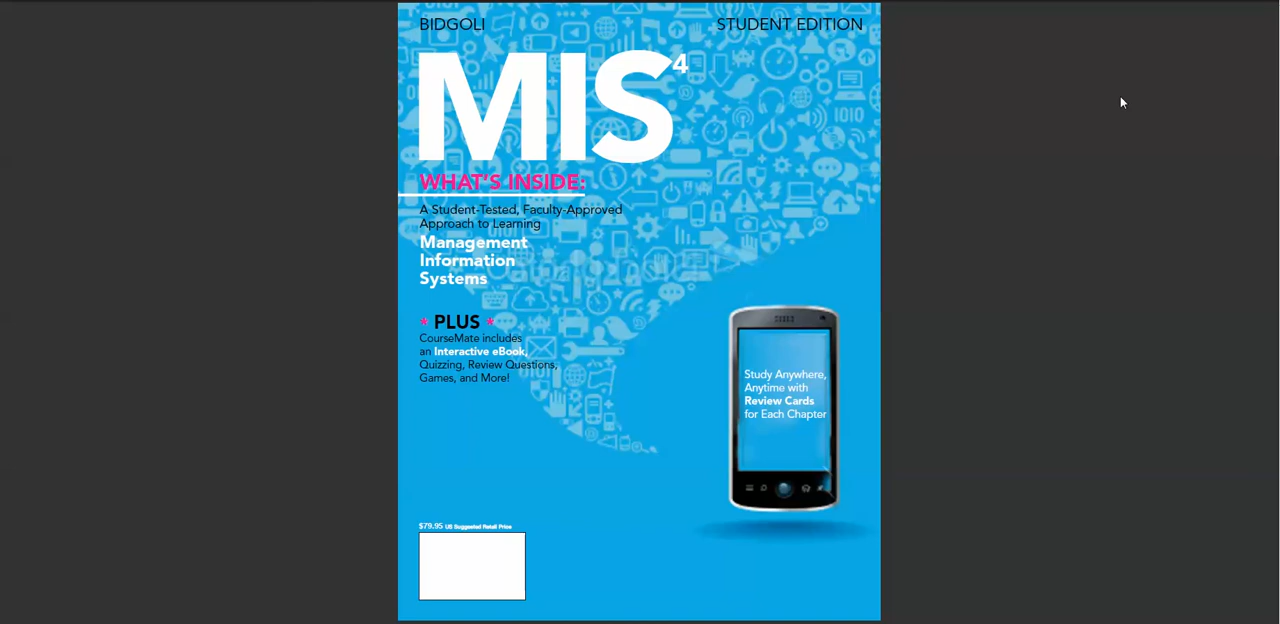 BIDGOLI
STUDENT EDITION
MIS4
WHAT'S INSIDE:
A Student-Tested, Faculty-Approved
Approach to Learning
Management
Information
Systems
* PLUS *
CourseMate includes
an Interactive eBook,
Quizzing, Review Questions,
Games, and More!
Study Anywhere,
Anytime with
Review Cards
for Each Chapter
$79.95 US Suggested Retail Price